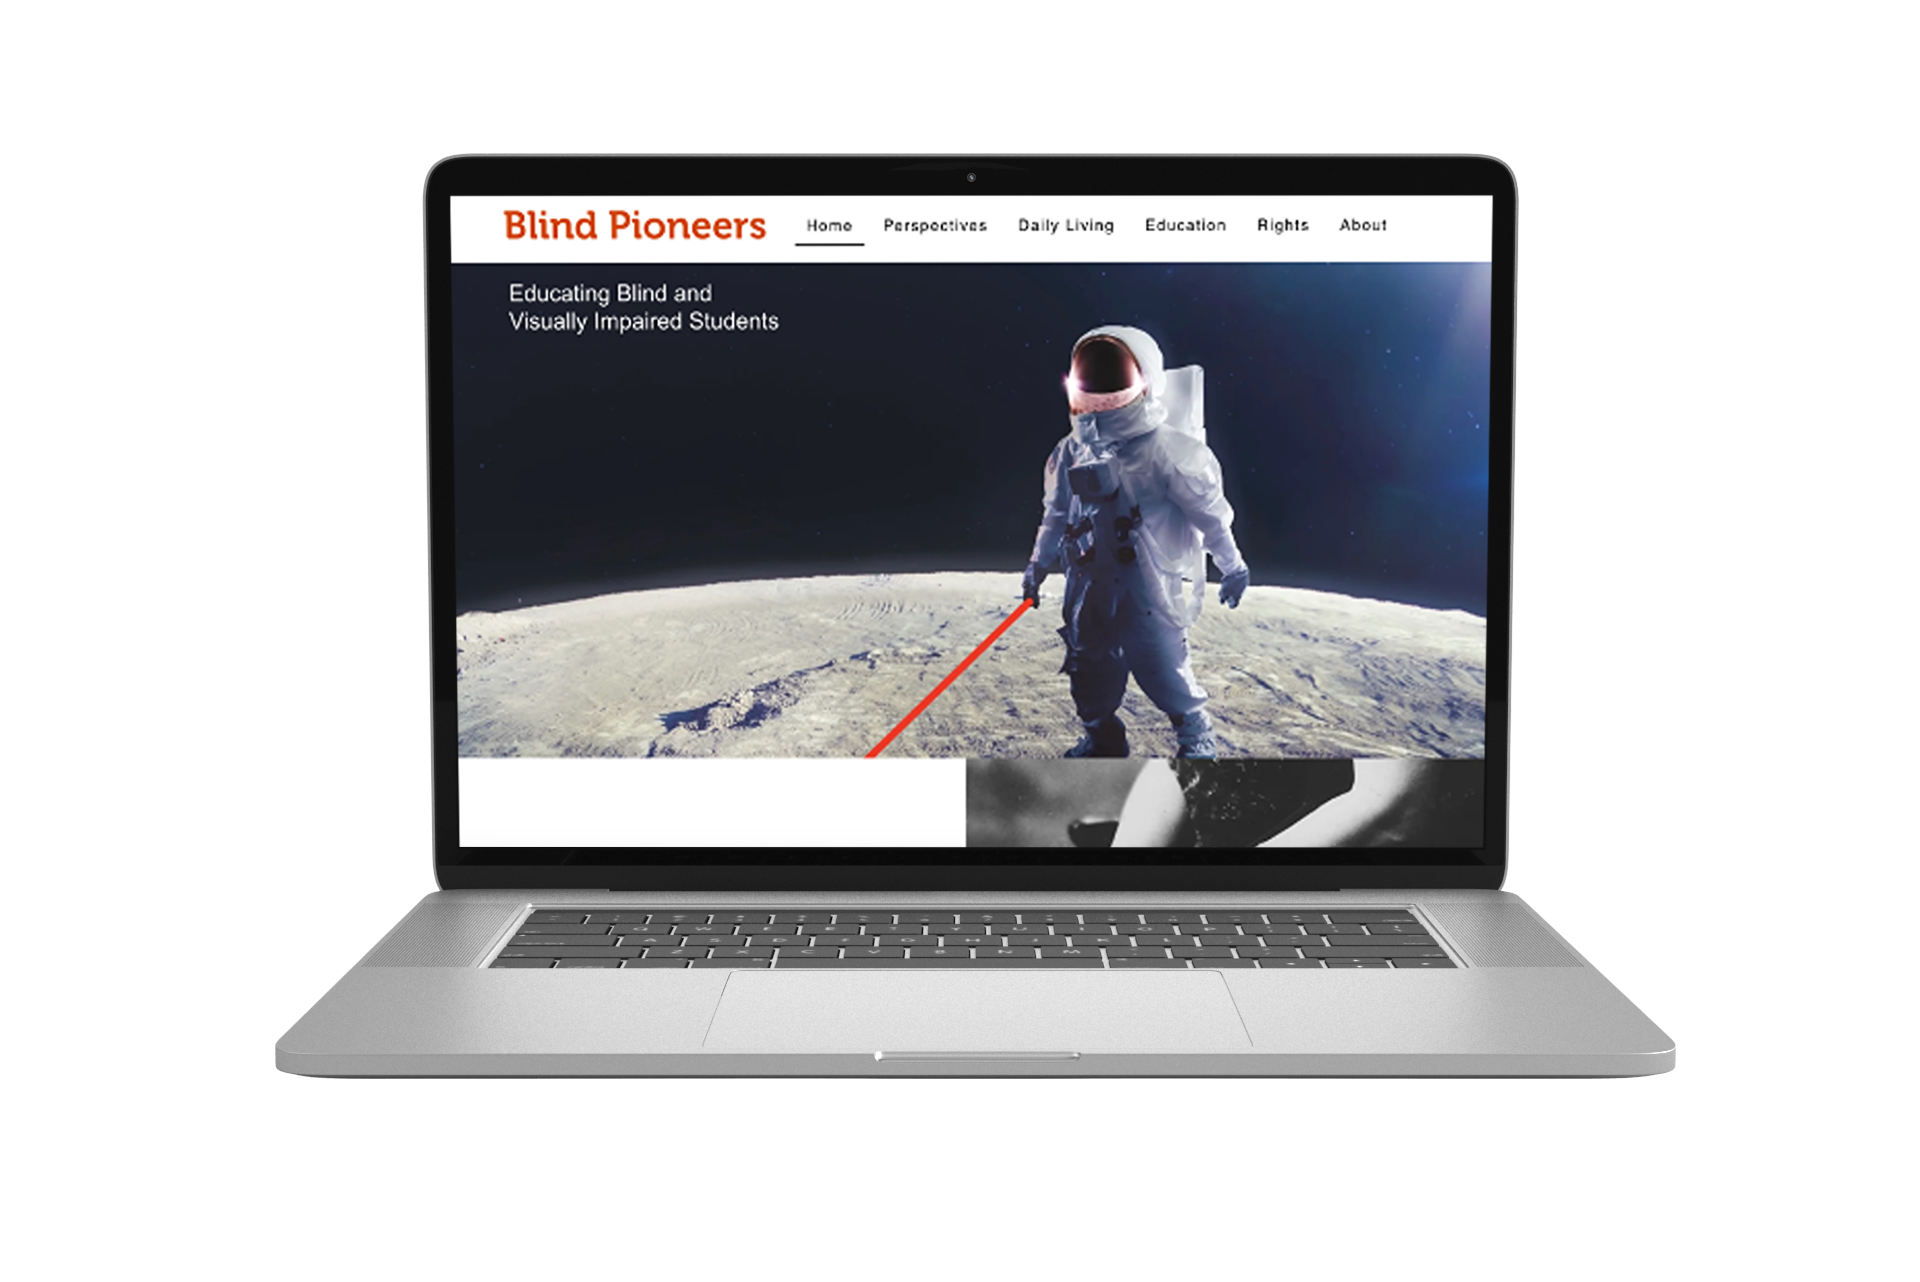 Blind Pioneers
Home Perspectives Daily Living Education Rights About
Educating Blind and
Visually Impaired Students